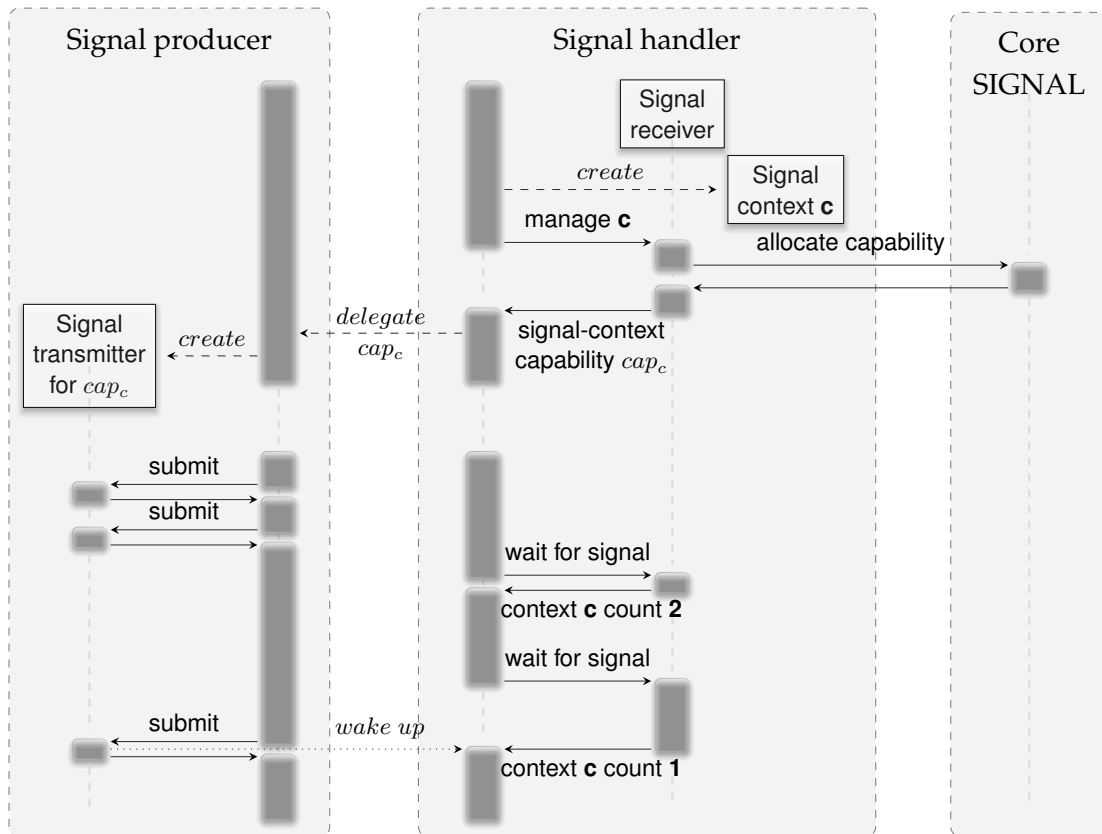 Signal producer
Signal handler
Core
SIGNAL
Signal
receiver
create
Signal
context c
manage c
allocate capability
Signal
transmitter
for cap_c
create
delegate
cap_c
signal-context
capability cap_c
submit
submit
wait for signal
context c count 2
wait for signal
submit
wake up
context c count 1